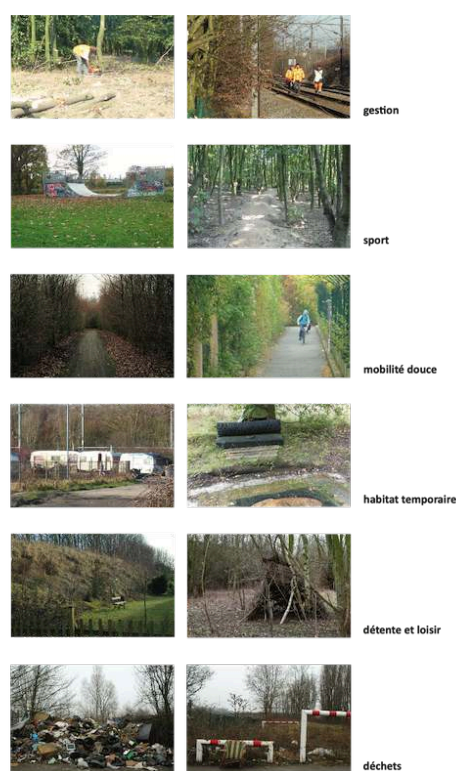 gestion
sport
mobilité douce
habitat temporaire
détente et loisir
déchets